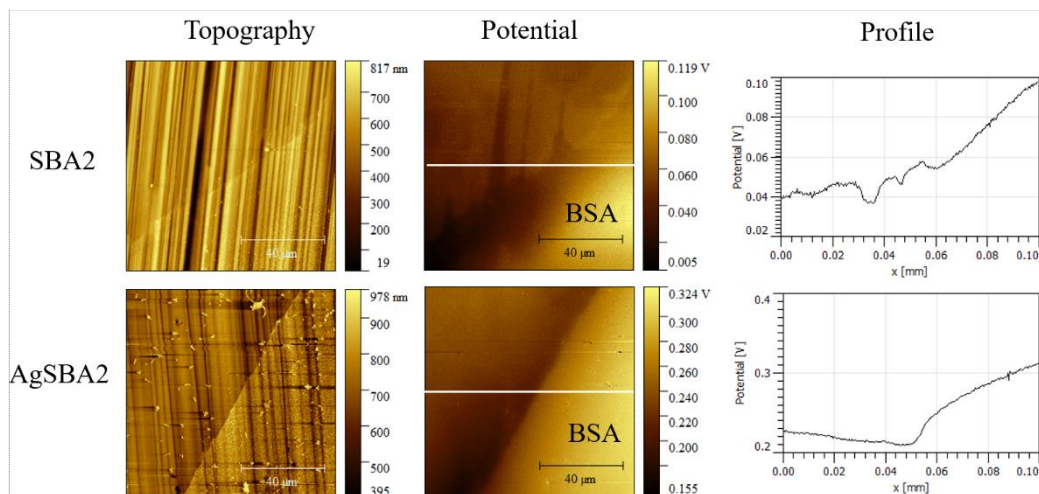 Topography
Potential
Profile
SBA2
817 nm
700
600
500
400
300
200
19
40 µm
BSA
40 µm
0.119 V
0.100
0.080
0.060
0.040
0.005
Potential [V]
0.10
0.08
0.06
0.04
0.02
0.00 0.02 0.04 0.06 0.08 0.10
x [mm]
AgSBA2
978 nm
900
800
700
600
500
395
40 µm
BSA
40 µm
0.324 V
0.300
0.280
0.260
0.240
0.220
0.200
0.155
Potential [V]
0.4
0.3
0.2
0.00 0.02 0.04 0.06 0.08 0.10
x [mm]